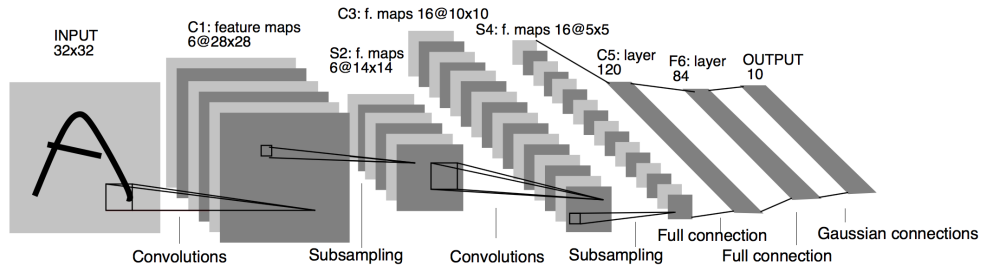 INPUT
32x32
C1: feature maps
6@28x28
S2: f. maps
6@14x14
C3: f. maps 16@10x10
S4: f. maps 16@5x5
C5: layer
120
F6: layer
84
OUTPUT
10
A
Convolutions
Subsampling
Convolutions
Subsampling
Full connection
Full connection
Gaussian connections